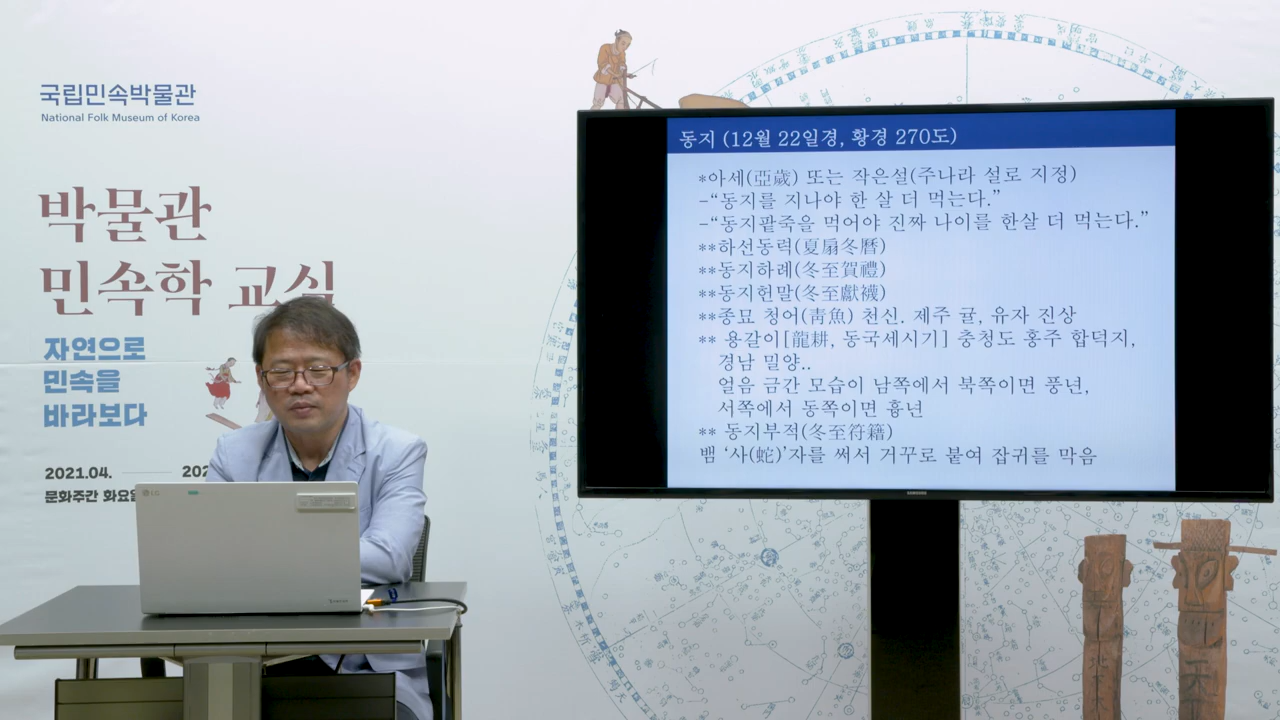 국립민속박물관
National Folk Museum of Korea
박물관
민속학 교실
자연으로
민속을
바라보다
2021.04.
문화주간 화요일
LG
동지 (12월 22일경, 황경 270도)
*아세(亞歲) 또는 작은설(주나라 설로 지정)
-“동지를 지나야 한 살 더 먹는다.”
-“동지팥죽을 먹어야 진짜 나이를 한살 더 먹는다.”
**하선동력(夏扇冬曆)
**동지하례(冬至賀禮)
**동지헌말(冬至獻襪)
**종묘 청어(靑魚) 천신. 제주 귤, 유자 진상
** 용갈이[龍耕, 동국세시기] 충청도 홍주 합덕지,
경남 밀양..
얼음 금간 모습이 남쪽에서 북쪽이면 풍년,
서쪽에서 동쪽이면 흉년
** 동지부적(冬至符籍)
뱀 ‘사(蛇)’자를 써서 거꾸로 붙여 잡귀를 막음
SAMSUNG